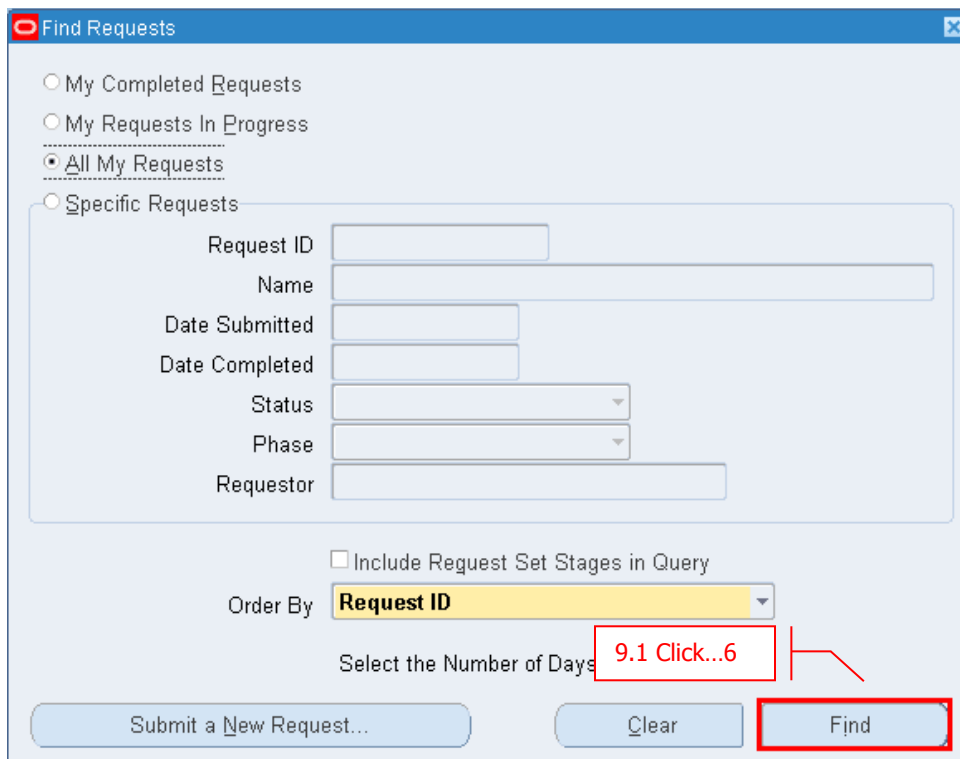 Find Requests
My Completed Requests
My Requests In Progress
All My Requests
Specific Requests
Request ID
Name
Date Submitted
Date Completed
Status
Phase
Requestor
Include Request Set Stages in Query
Order By Request ID
Select the Number of Days
9.1 Click...6
Submit a New Request... Clear Find